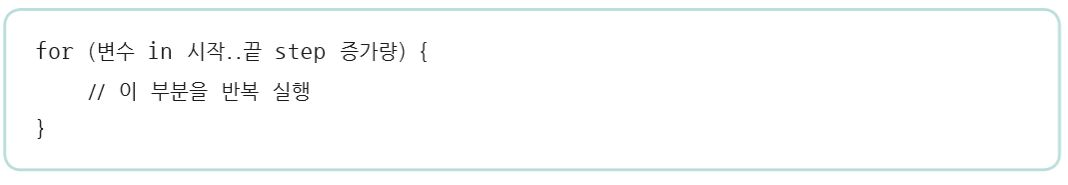 for (변수 in 시작..끝 step 증가량) {
    // 이 부분을 반복 실행
}